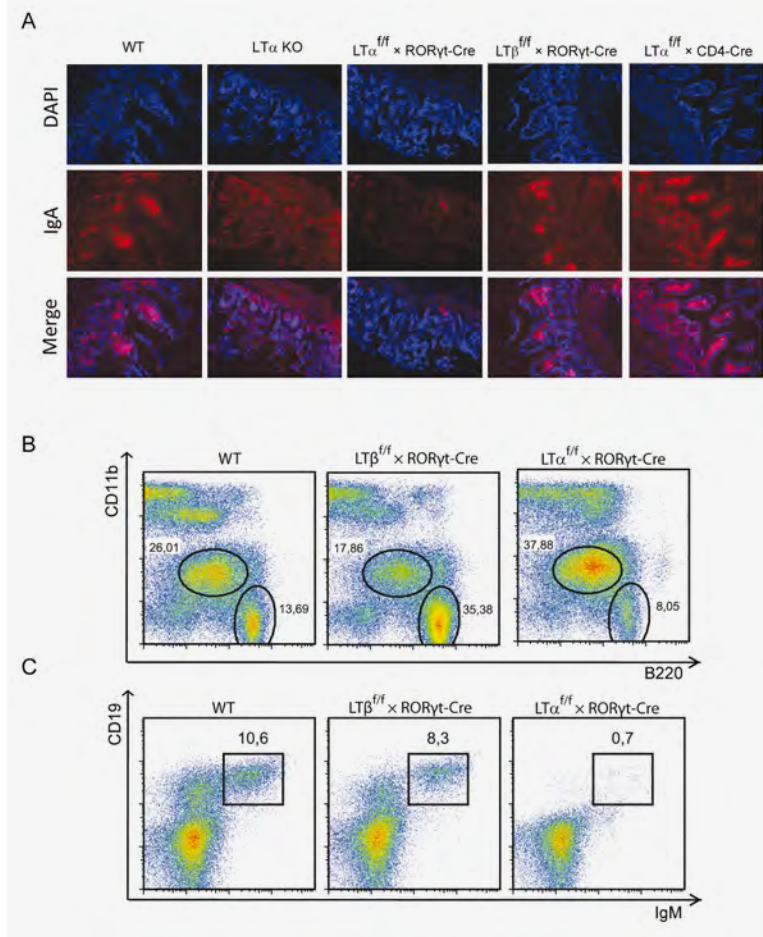 A
WT LTα KO LTα f/f × RORγt-Cre LTβ f/f × RORγt-Cre LTα f/f × CD4-Cre
DAPI
IgA
Merge
B
CD11b
WT LTβ f/f × RORγt-Cre LTα f/f × RORγt-Cre
26,01 13,69 17,86 35,38 37,88 8,05
B220
C
CD19
WT LTβ f/f × RORγt-Cre LTα f/f × RORγt-Cre
10,6 8,3 0,7
IgM